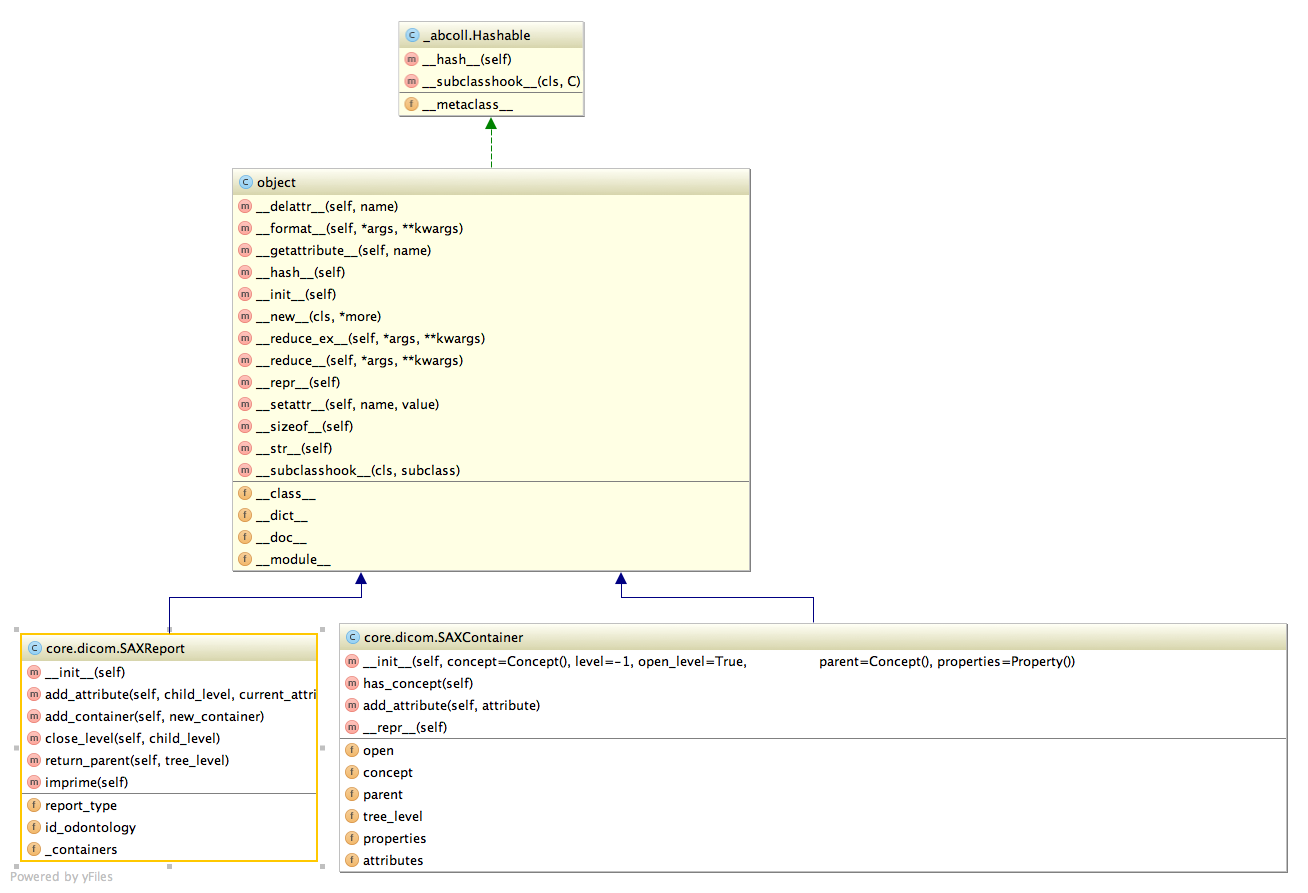 _abcoll.Hashable
__hash__(self)
__subclasshook__(cls, C)
__metaclass__
object
__delattr__(self, name)
__format__(self, *args, **kwargs)
__getattribute__(self, name)
__hash__(self)
__init__(self)
__new__(cls, *more)
__reduce_ex__(self, *args, **kwargs)
__reduce__(self, *args, **kwargs)
__repr__(self)
__setattr__(self, name, value)
__sizeof__(self)
__str__(self)
__subclasshook__(cls, subclass)
__class__
__dict__
__doc__
__module__
core.dicom.SAXReport
__init__(self)
add_attribute(self, child_level, current_attri
add_container(self, new_container)
close_level(self, child_level)
return_parent(self, tree_level)
imprime(self)
report_type
id_odontology
_containers
core.dicom.SAXContainer
__init__(self, concept=Concept(), level=-1, open_level=True, parent=Concept(), properties=Property())
has_concept(self)
add_attribute(self, attribute)
__repr__(self)
open
concept
parent
tree_level
properties
attributes
Powered by yFiles